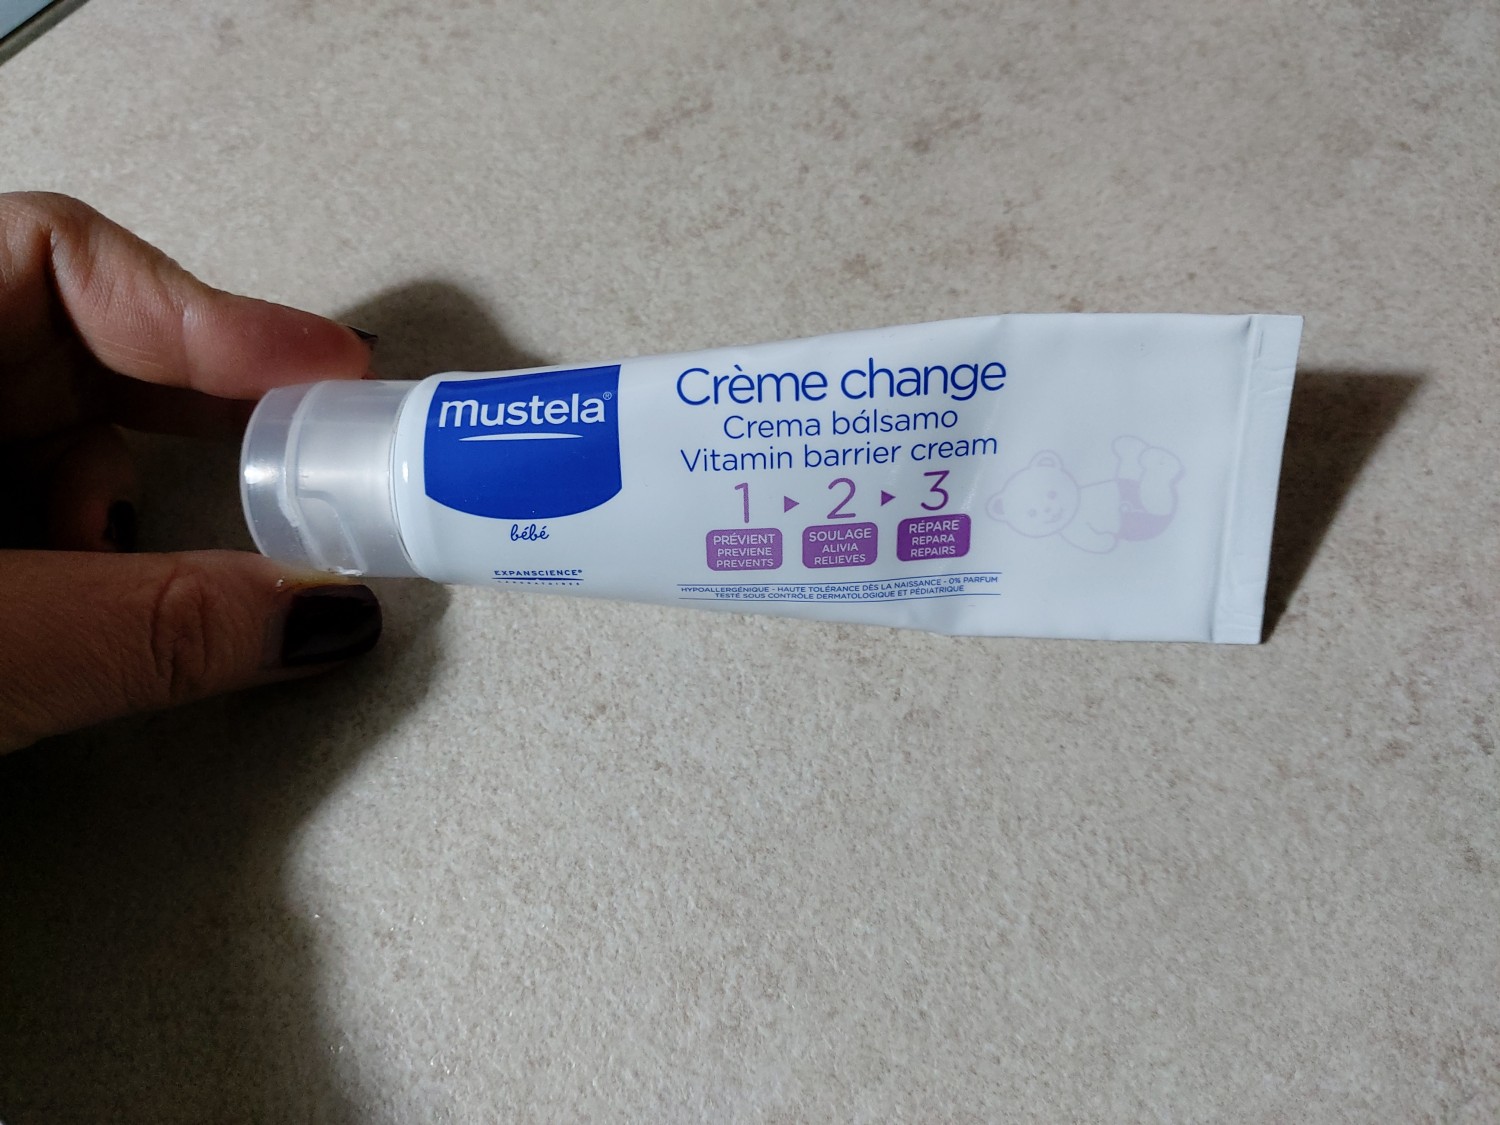 mustela®
bébé
EXPANSCIENCE®
LABORATOIRES
Crème change
Crema bálsamo
Vitamin barrier cream
1 ▸ 2 ▸ 3
PRÉVIENT
PREVIENE
PREVENTS
SOULAGE
ALIVIA
RELIEVES
RÉPARE
REPARA
REPAIRS
HYPOALLERGÉNIQUE - HAUTE TOLÉRANCE DÈS LA NAISSANCE - 0% PARFUM
TESTÉ SOUS CONTRÔLE DERMATOLOGIQUE ET PÉDIATRIQUE